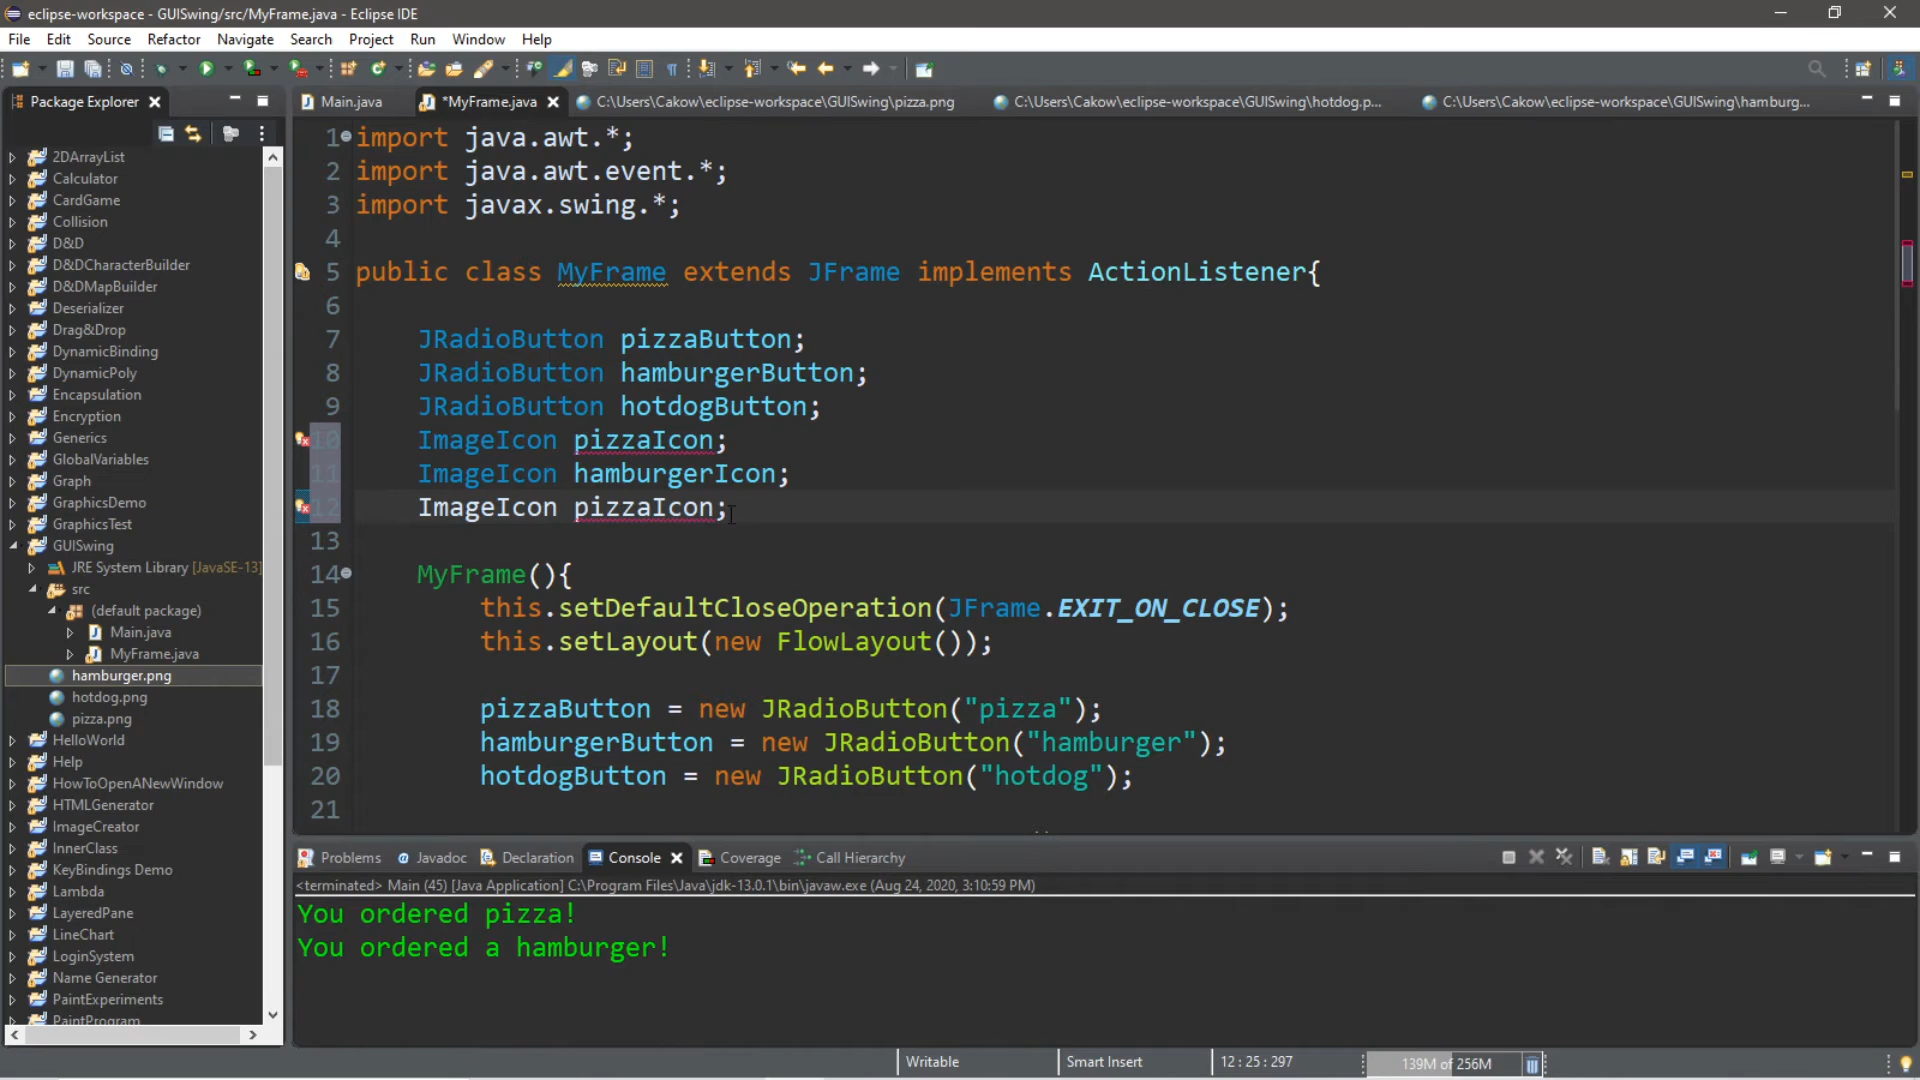 eclipse-workspace - GUISwing/src/MyFrame.java - Eclipse IDE
File Edit Source Refactor Navigate Search Project Run Window Help
Package Explorer
Main.java
*MyFrame.java
C:\Users\Cakow\eclipse-workspace\GUISwing\pizza.png
C:\Users\Cakow\eclipse-workspace\GUISwing\hotdog.p...
C:\Users\Cakow\eclipse-workspace\GUISwing\hamburg...
2DArrayList
Calculator
CardGame
Collision
D&D
D&DCharacterBuilder
D&DMapBuilder
Deserializer
Drag&Drop
DynamicBinding
DynamicPoly
Encapsulation
Encryption
Generics
GlobalVariables
Graph
GraphicsDemo
GraphicsTest
GUISwing
JRE System Library [JavaSE-13]
src
(default package)
Main.java
MyFrame.java
hamburger.png
hotdog.png
pizza.png
HelloWorld
Help
HowToOpenANewWindow
HTMLGenerator
ImageCreator
InnerClass
KeyBindings Demo
Lambda
LayeredPane
LineChart
LoginSystem
Name Generator
PaintExperiments
PaintProgram
1 import java.awt.*;
2 import java.awt.event.*;
3 import javax.swing.*;
4
5 public class MyFrame extends JFrame implements ActionListener{
6
7 JRadioButton pizzaButton;
8 JRadioButton hamburgerButton;
9 JRadioButton hotdogButton;
10 ImageIcon pizzaIcon;
11 ImageIcon hamburgerIcon;
12 ImageIcon pizzaIcon;
13
14 MyFrame(){
15 this.setDefaultCloseOperation(JFrame.EXIT_ON_CLOSE);
16 this.setLayout(new FlowLayout());
17
18 pizzaButton = new JRadioButton("pizza");
19 hamburgerButton = new JRadioButton("hamburger");
20 hotdogButton = new JRadioButton("hotdog");
21
Problems Javadoc Declaration Console Coverage Call Hierarchy
<terminated> Main (45) [Java Application] C:\Program Files\Java\jdk-13.0.1\bin\javaw.exe (Aug 24, 2020, 3:10:59 PM)
You ordered pizza!
You ordered a hamburger!
Writable
Smart Insert
12 : 25 : 297
139M of 256M